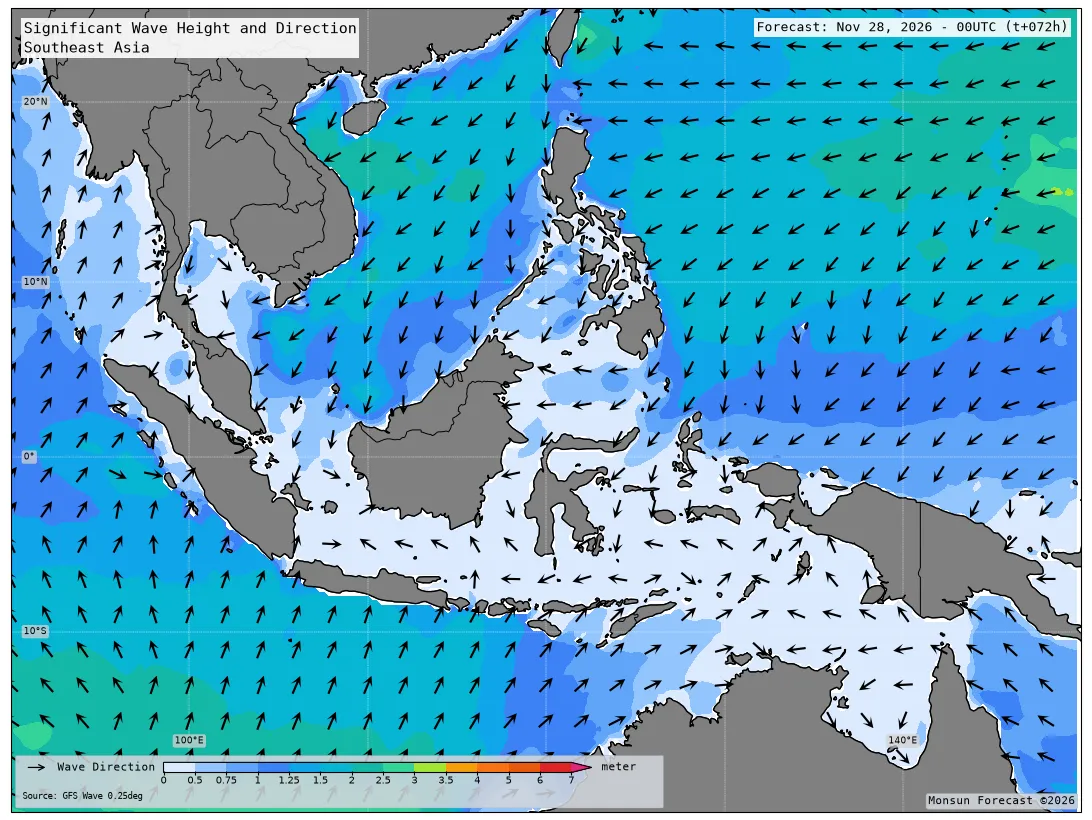 Significant Wave Height and Direction
Southeast Asia
Forecast: Nov 28, 2026 - 00UTC (t+072h)
20°N
10°N
0°
10°S
100°E
140°E
Wave Direction
meter
0 0.5 0.75 1 1.25 1.5 2 2.5 3 3.5 4 5 6 7
Source: GFS Wave 0.25deg
Monsun Forecast ©2026